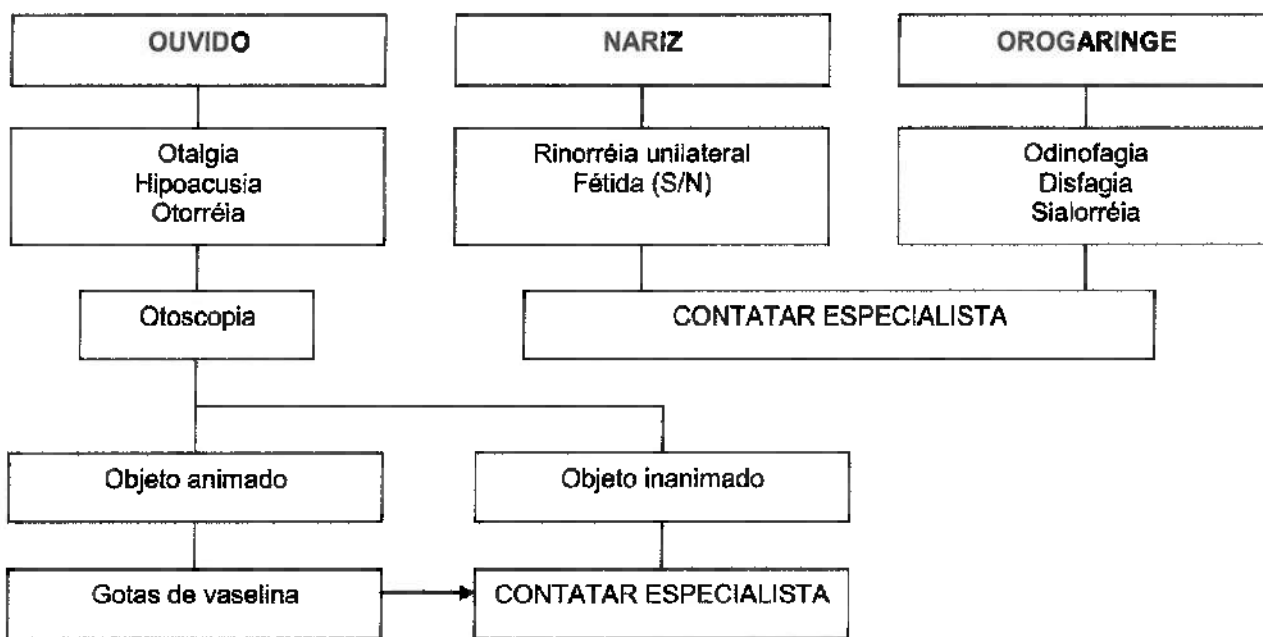 OUVIDO
NARIZ
OROGARINGE
Otalgia
Hipoacusia
Otorréia
Rinorréia unilateral
Fétida (S/N)
Odinofagia
Disfagia
Sialorréia
Otoscopia
CONTATAR ESPECIALISTA
Objeto animado
Objeto inanimado
Gotas de vaselina
CONTATAR ESPECIALISTA